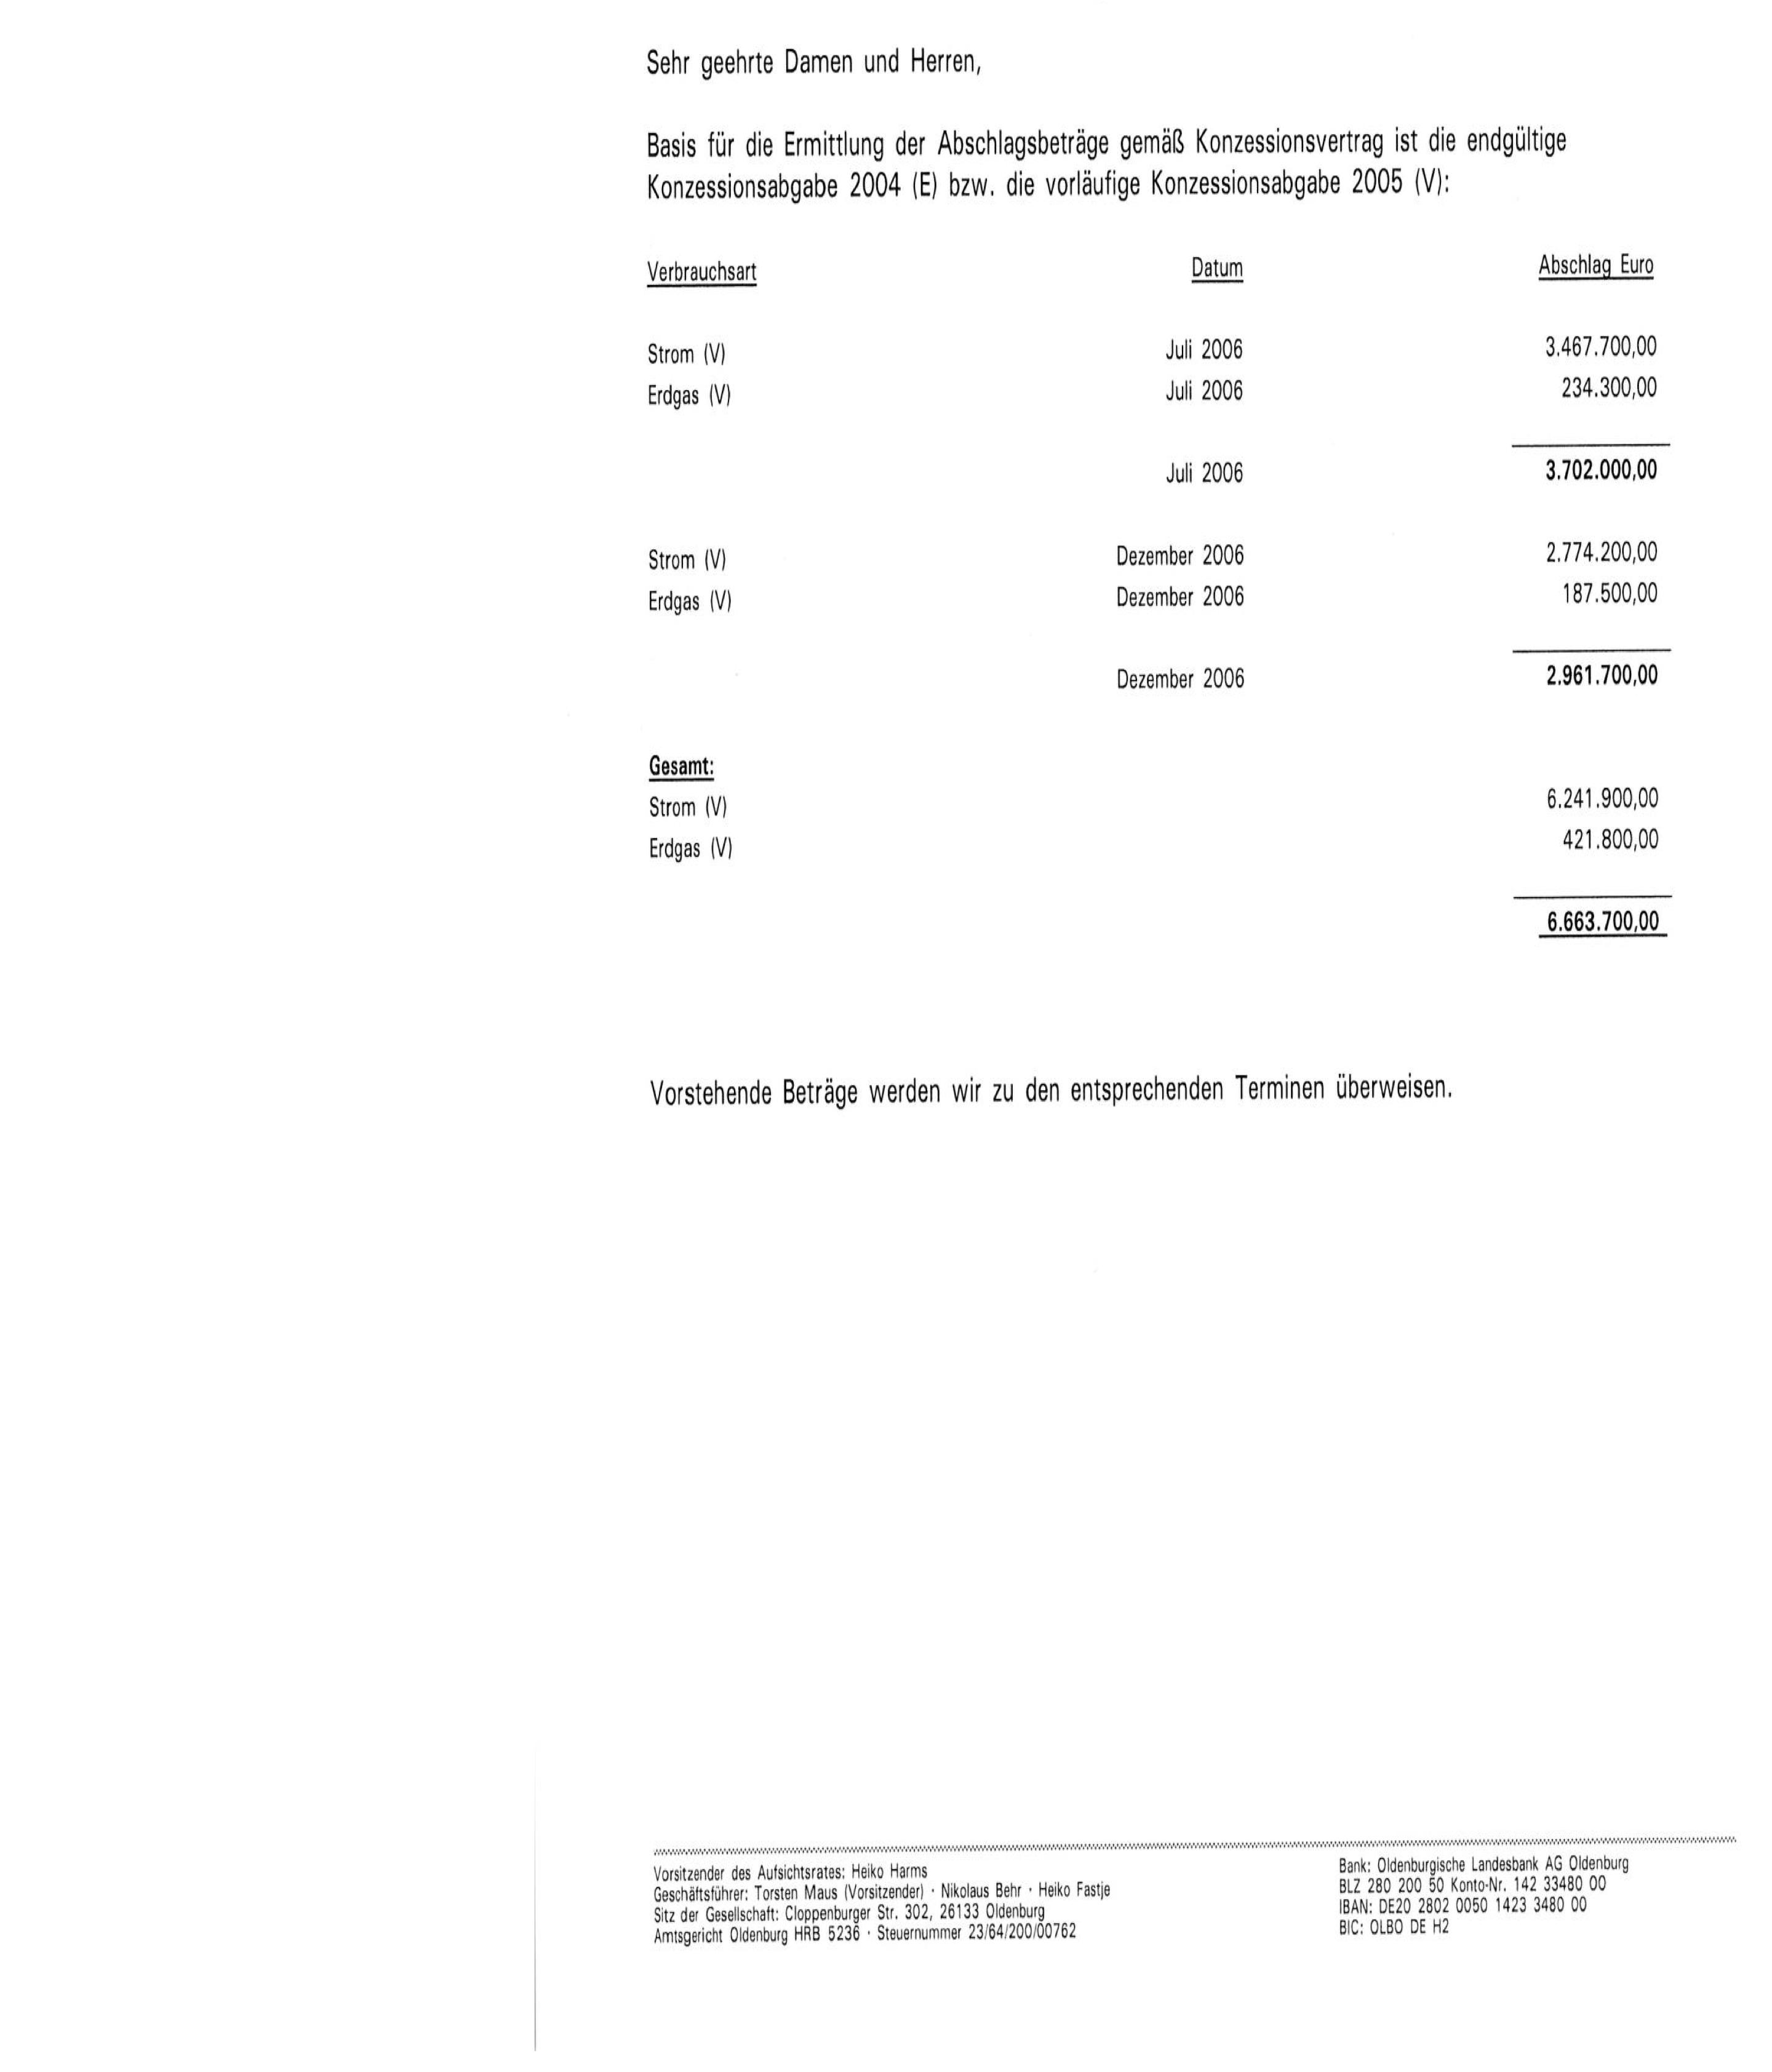 Sehr geehrte Damen und Herren,
Basis für die Ermittlung der Abschlagsbeträge gemäß Konzessionsvertrag ist die endgültige
Konzessionsabgabe 2004 (E) bzw. die vorläufige Konzessionsabgabe 2005 (V):
Verbrauchsart Datum Abschlag Euro
Strom (V) Juli 2006 3.467.700,00
Erdgas (V) Juli 2006 234.300,00
Juli 2006 3.702.000,00
Strom (V) Dezember 2006 2.774.200,00
Erdgas (V) Dezember 2006 187.500,00
Dezember 2006 2.961.700,00
Gesamt:
Strom (V) 6.241.900,00
Erdgas (V) 421.800,00
6.663.700,00
Vorstehende Beträge werden wir zu den entsprechenden Terminen überweisen.
Vorsitzender des Aufsichtsrates: Heiko Harms
Geschäftsführer: Torsten Maus (Vorsitzender) · Nikolaus Behr · Heiko Fastje
Sitz der Gesellschaft: Cloppenburger Str. 302, 26133 Oldenburg
Amtsgericht Oldenburg HRB 5236 · Steuernummer 23/64/200/00762
Bank: Oldenburgische Landesbank AG Oldenburg
BLZ 280 200 50 Konto-Nr. 142 33480 00
IBAN: DE20 2802 0050 1423 3480 00
BIC: OLBO DE H2